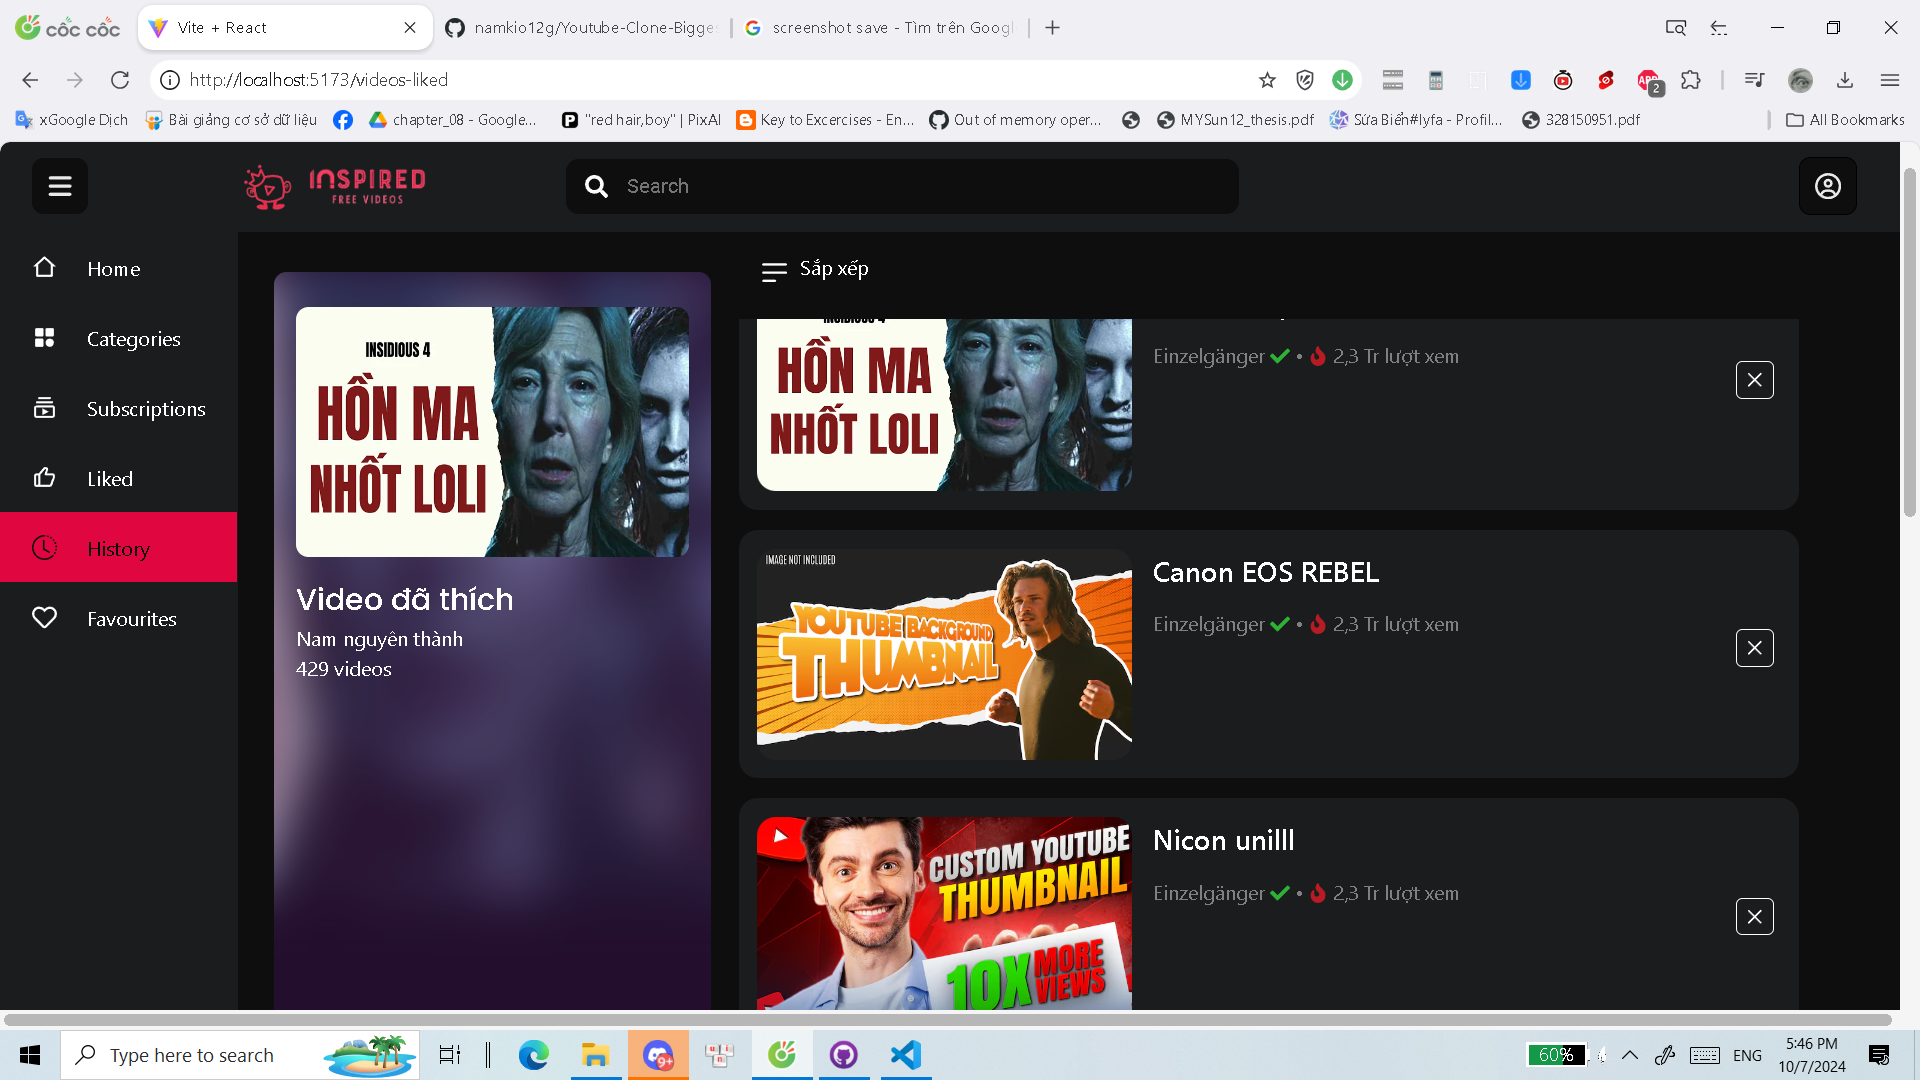 cốc cốc
Vite + React
namkio12g/Youtube-Clone-Bigges
screenshot save - Tìm trên Googl
http://localhost:5173/videos-liked
2
xGoogle Dịch
Bài giảng cơ sở dữ liệu
chapter_08 - Google...
"red hair,boy" | PixAI
Key to Excercises - En...
Out of memory oper...
MYSun12_thesis.pdf
Sứa Biển#lyfa - Profil...
328150951.pdf
All Bookmarks
INSPIRED
FREE VIDEOS
Search
Home
Categories
Subscriptions
Liked
History
Favourites
INSIDIOUS 4
HỒN MA
NHỐT LOLI
Video đã thích
Nam nguyên thành
429 videos
Sắp xếp
HỒN MA
NHỐT LOLI
Einzelgänger • 2,3 Tr lượt xem
IMAGE NOT INCLUDED
YOUTUBE BACKGROUND
THUMBNAIL
Canon EOS REBEL
Einzelgänger • 2,3 Tr lượt xem
CUSTOM YOUTUBE
THUMBNAIL
10X MORE
VIEWS
Nicon unilll
Einzelgänger • 2,3 Tr lượt xem
Type here to search
9+
60%
ENG
5:46 PM
10/7/2024